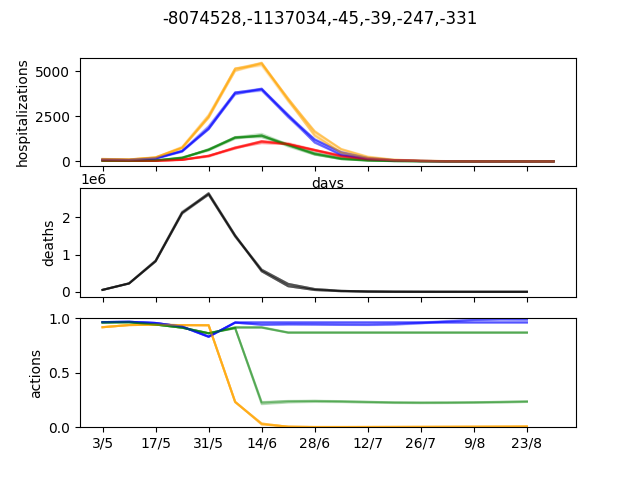 -8074528,-1137034,-45,-39,-247,-331
hospitalizations
5000
2500
0
days
1e6
deaths
2
1
0
actions
1.0
0.5
0.0
3/5 17/5 31/5 14/6 28/6 12/7 26/7 9/8 23/8